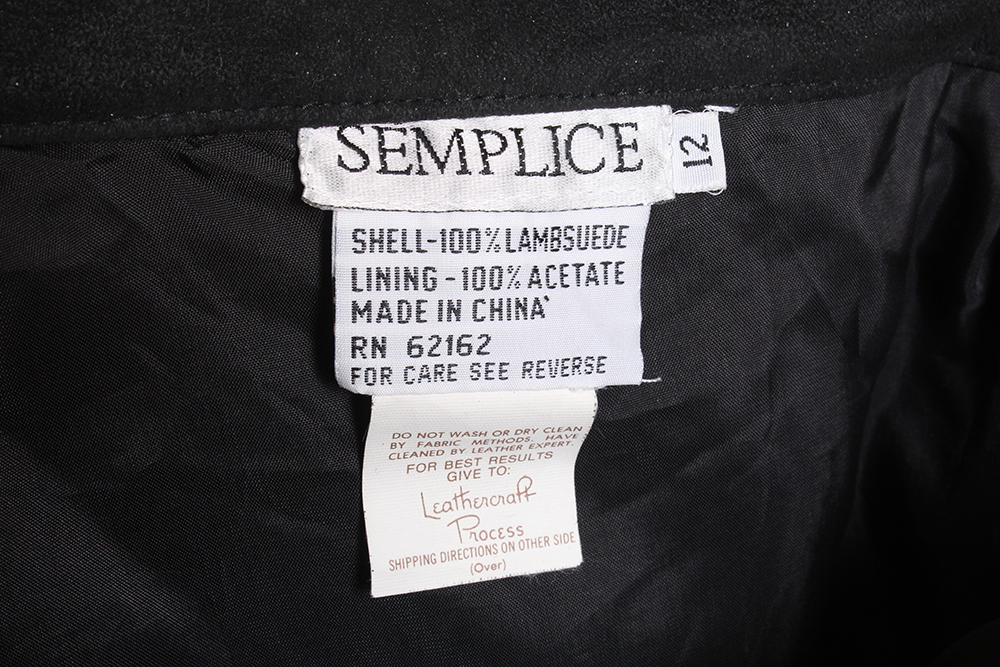 SEMPLICE
12
SHELL-100% LAMBSUEDE
LINING-100% ACETATE
MADE IN CHINA
RN 62162
FOR CARE SEE REVERSE
DO NOT WASH OR DRY CLEAN
BY FABRIC METHODS. HAVE
CLEANED BY LEATHER EXPERT.
FOR BEST RESULTS
GIVE TO:
Leathercraft
Process
SHIPPING DIRECTIONS ON OTHER SIDE
(Over)